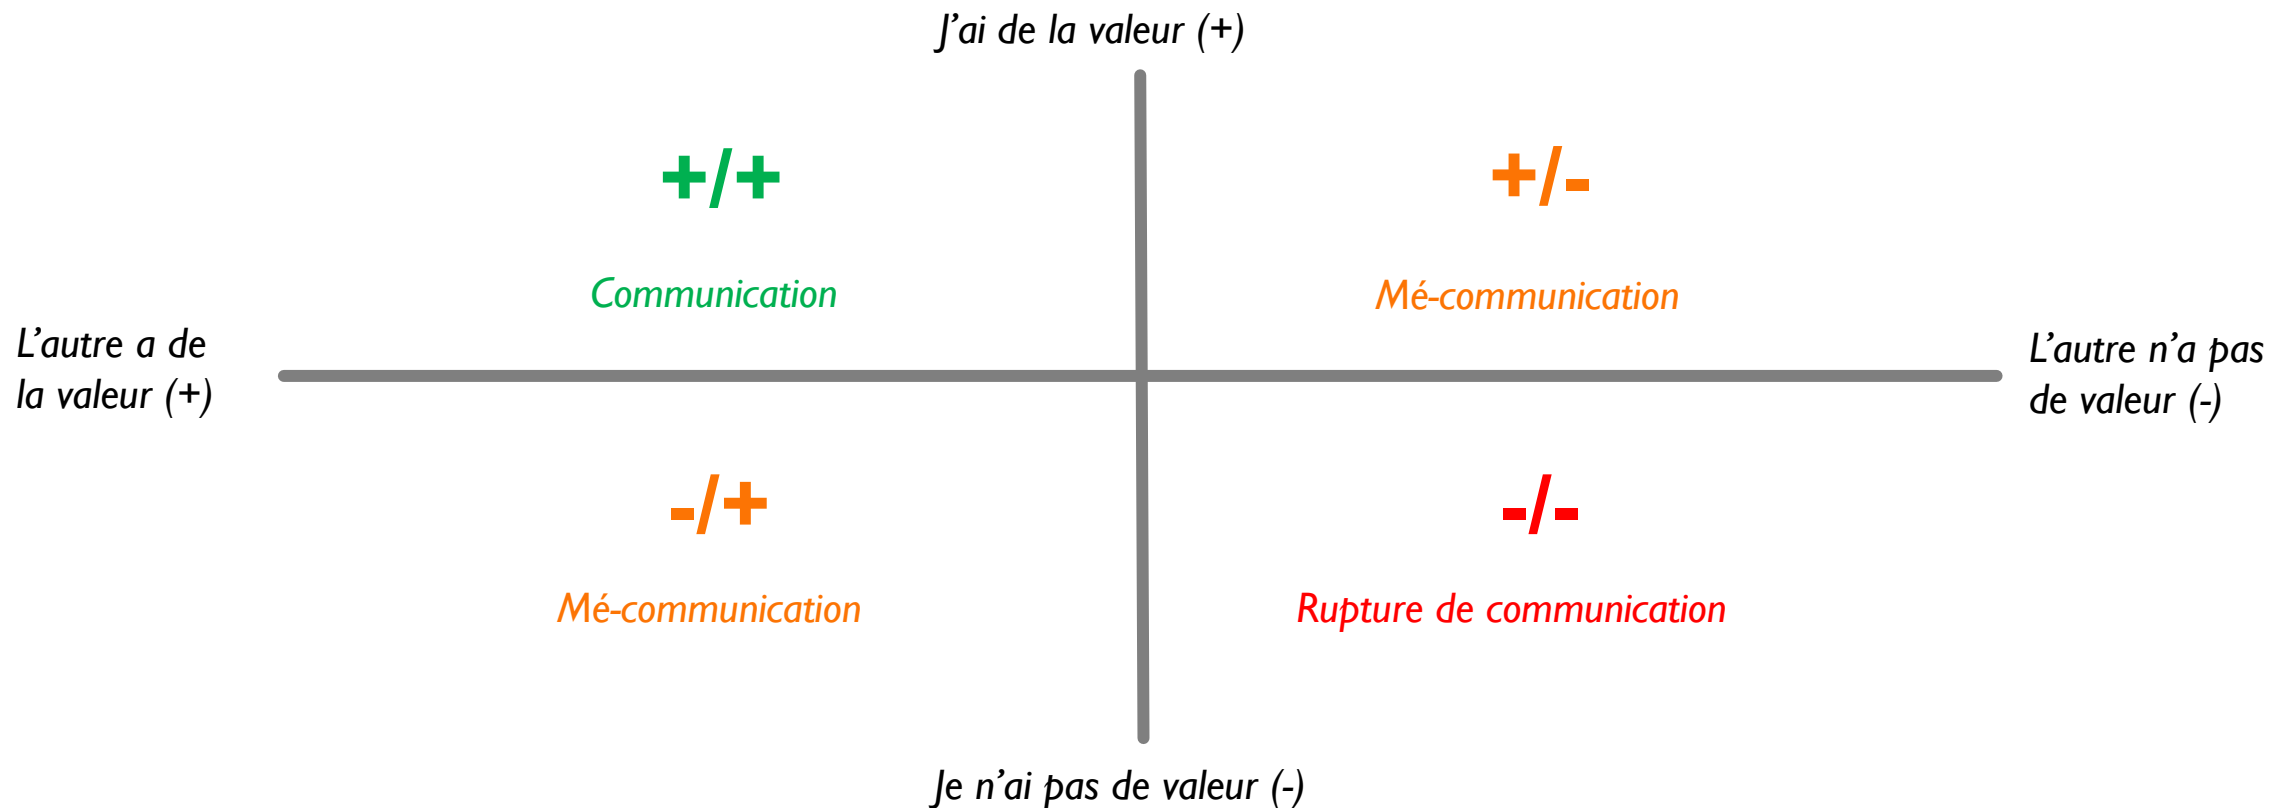 J’ai de la valeur (+)
+/+
+/-
Communication
Mé-communication
L’autre a de
la valeur (+)
L’autre n’a pas
de valeur (-)
-/+
-/-
Mé-communication
Rupture de communication
Je n’ai pas de valeur (-)